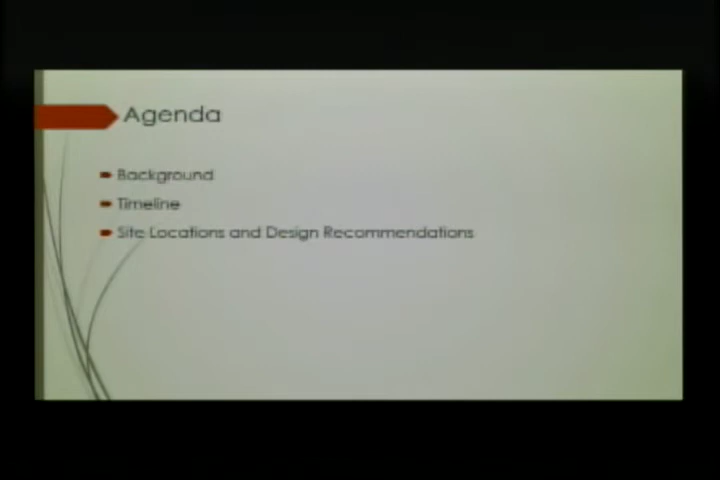 Agenda
Background
Timeline
Site Locations and Design Recommendations